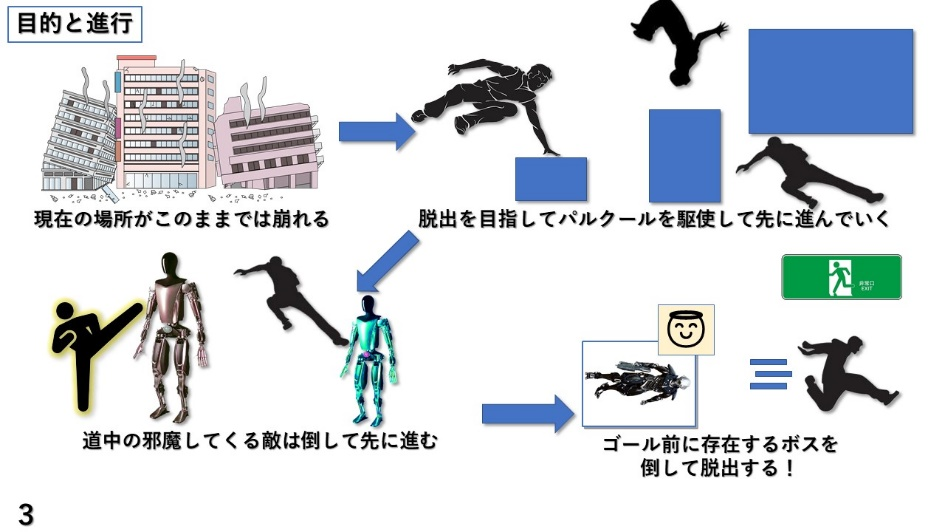 目的と進行
現在の場所がこのままでは崩れる
脱出を目指してパルクールを駆使して先に進んでいく
非常口
EXIT
道中の邪魔してくる敵は倒して先に進む
ゴール前に存在するボスを
倒して脱出する！
3